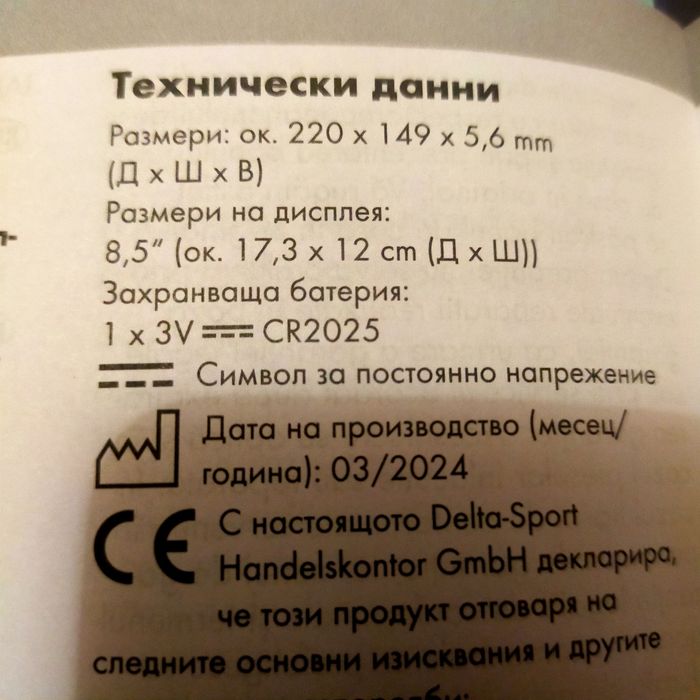 Технически данни
Размери: ок. 220 x 149 x 5,6 mm
(Д x Ш x В)
Размери на дисплея:
8,5” (ок. 17,3 x 12 cm (Д x Ш))
Захранваща батерия:
1 x 3V CR2025
Символ за постоянно напрежение
Дата на производство (месец/
година): 03/2024
CE С настоящото Delta-Sport
Handelskontor GmbH декларира,
че този продукт отговаря на
следните основни изисквания и другите